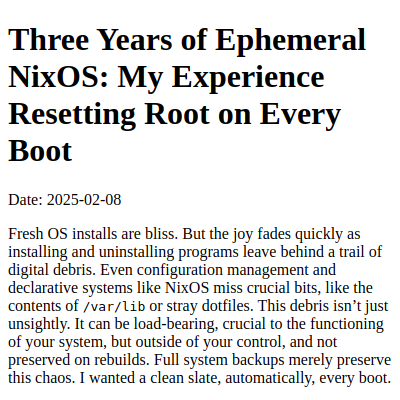 Three Years of Ephemeral
NixOS: My Experience
Resetting Root on Every
Boot
Date: 2025-02-08
Fresh OS installs are bliss. But the joy fades quickly as
installing and uninstalling programs leave behind a trail of
digital debris. Even configuration management and
declarative systems like NixOS miss crucial bits, like the
contents of /var/lib or stray dotfiles. This debris isn’t just
unsightly. It can be load-bearing, crucial to the functioning
of your system, but outside of your control, and not
preserved on rebuilds. Full system backups merely preserve
this chaos. I wanted a clean slate, automatically, every boot.